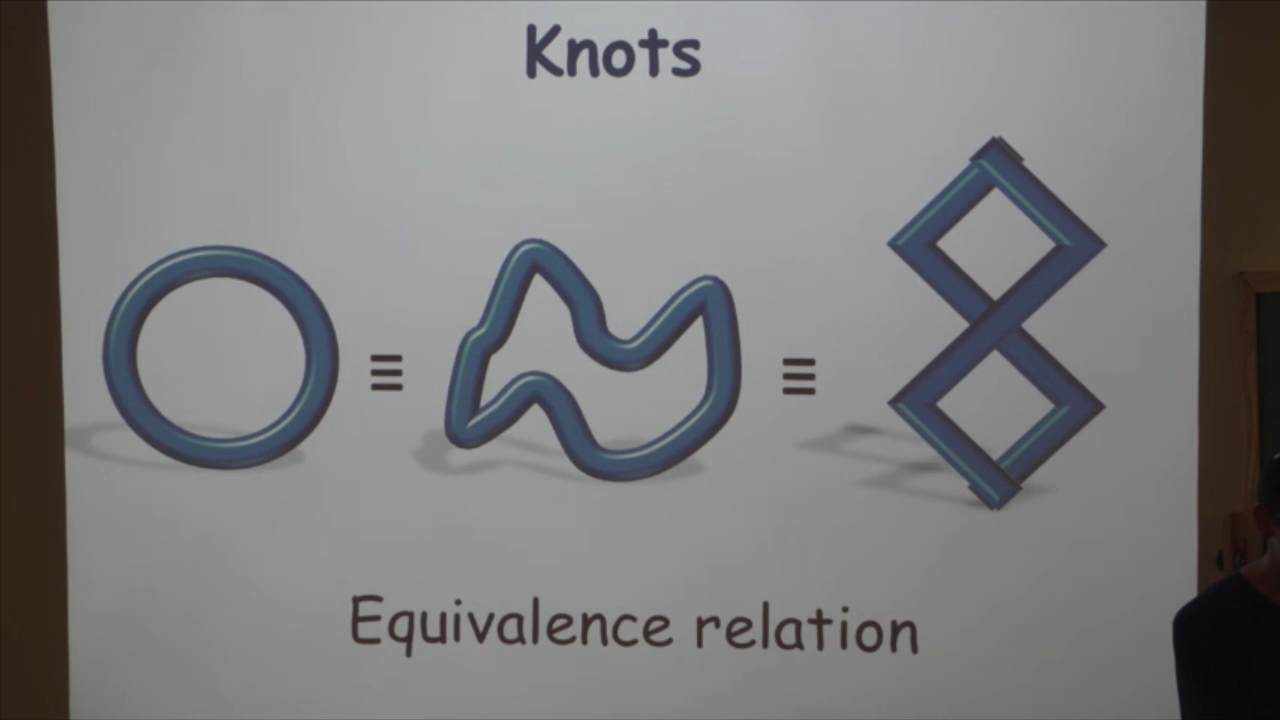 Knots
≡ ≡
Equivalence relation